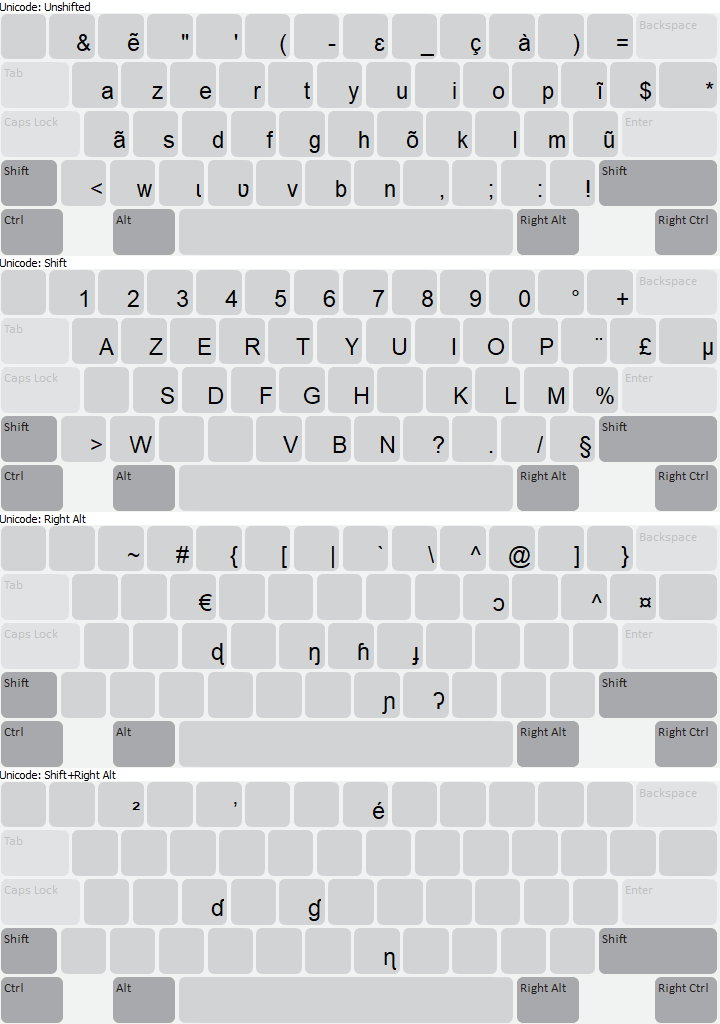 Unicode: Unshifted
& ẽ " ' ( - ɛ _ ç à ) = Backspace
Tab a z e r t y u i o p ĩ $ *
Caps Lock ã s d f g h õ k l m ũ Enter
Shift < w ɩ ʋ v b n , ; : ! Shift
Ctrl Alt Right Alt Right Ctrl
Unicode: Shift
1 2 3 4 5 6 7 8 9 0 ° + Backspace
Tab A Z E R T Y U I O P ¨ £ µ
Caps Lock S D F G H K L M % Enter
Shift > W V B N ? . / § Shift
Ctrl Alt Right Alt Right Ctrl
Unicode: Right Alt
~ # { [ | ` \ ^ @ ] } Backspace
Tab € ɔ ^ ¤
Caps Lock ɖ ŋ ɦ ɟ Enter
Shift ɲ ʔ Shift
Ctrl Alt Right Alt Right Ctrl
Unicode: Shift+Right Alt
² ʼ é Backspace
Tab
Caps Lock ɗ ɠ Enter
Shift ɳ Shift
Ctrl Alt Right Alt Right Ctrl